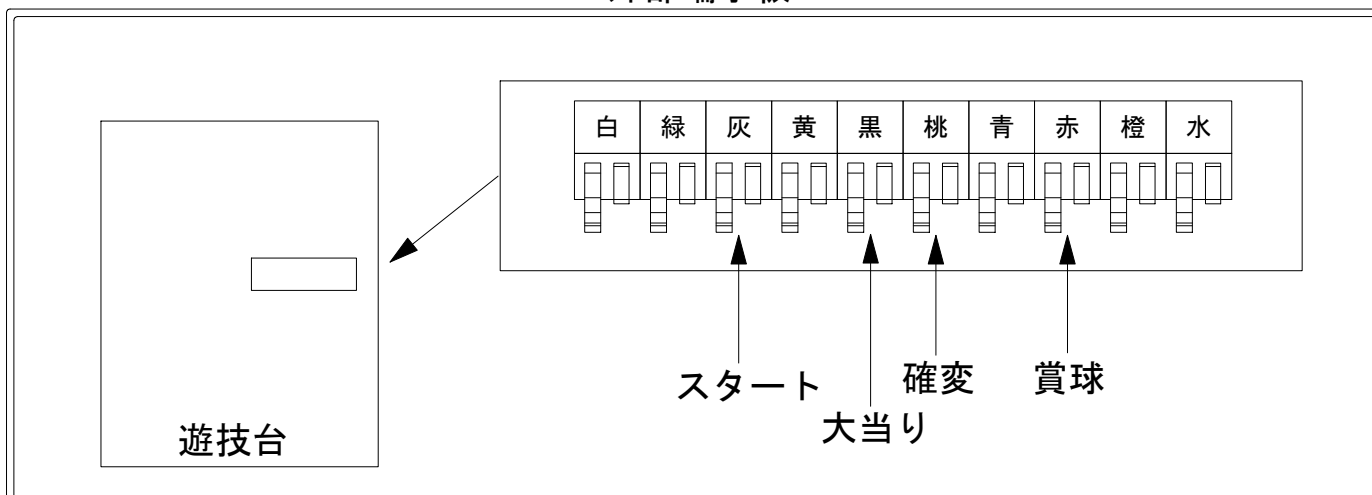 白 緑 灰 黄 黒 桃 青 赤 橙 水
スタート
大当り
確変
賞球
遊技台